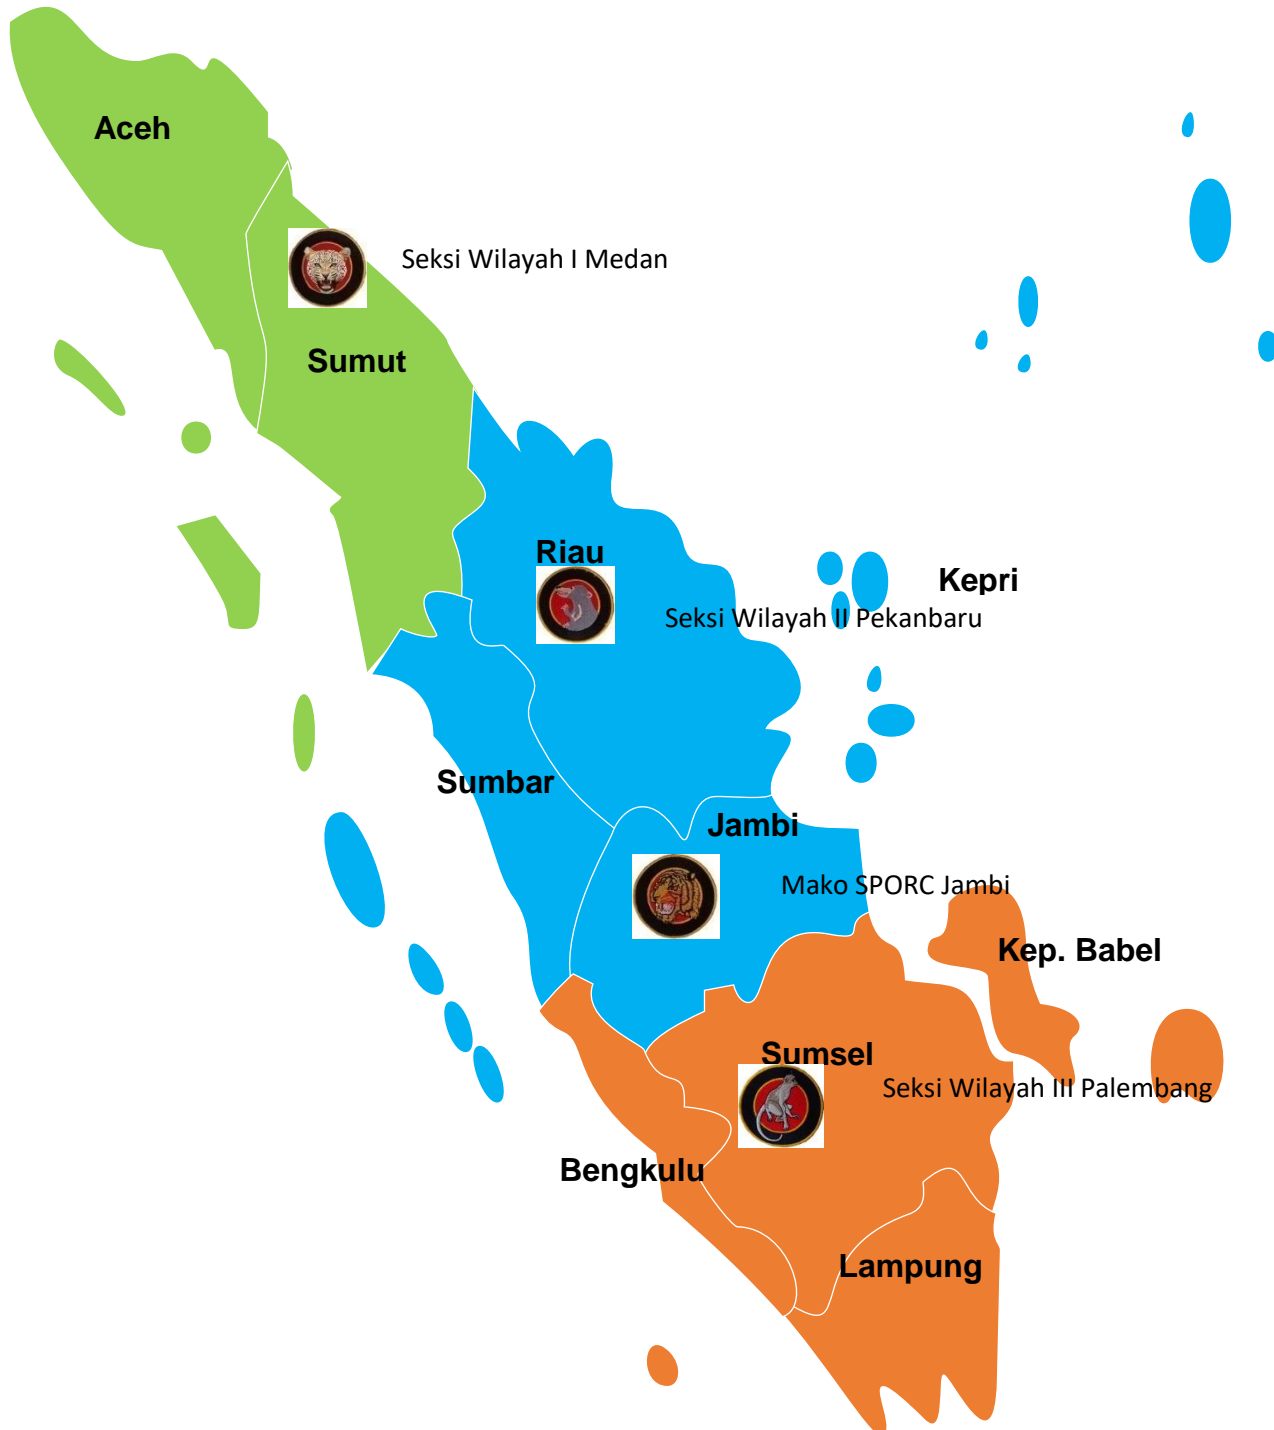 Aceh
Seksi Wilayah I Medan
Sumut
Riau
Kepri
Seksi Wilayah II Pekanbaru
Sumbar
Jambi
Mako SPORC Jambi
Kep. Babel
Sumsel
Seksi Wilayah III Palembang
Bengkulu
Lampung